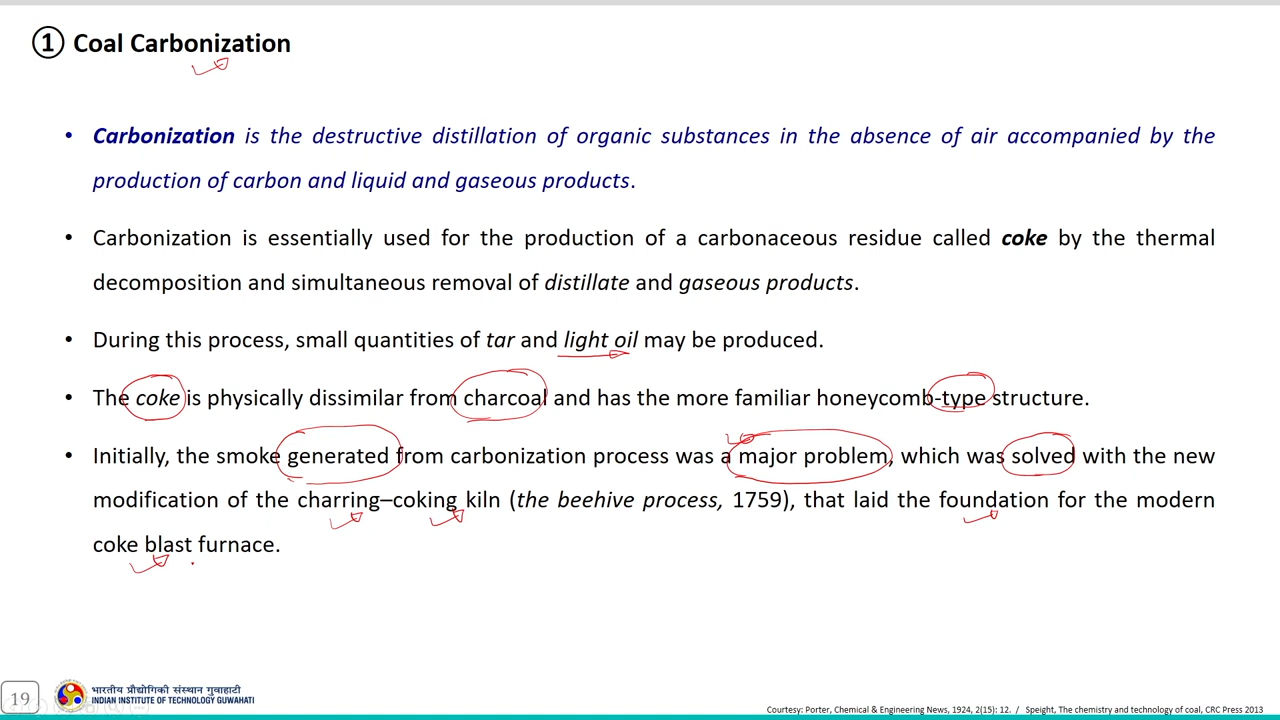 ① Coal Carbonization
• Carbonization is the destructive distillation of organic substances in the absence of air accompanied by the
production of carbon and liquid and gaseous products.
• Carbonization is essentially used for the production of a carbonaceous residue called coke by the thermal
decomposition and simultaneous removal of distillate and gaseous products.
• During this process, small quantities of tar and light oil may be produced.
• The coke is physically dissimilar from charcoal and has the more familiar honeycomb-type structure.
• Initially, the smoke generated from carbonization process was a major problem, which was solved with the new
modification of the charring–coking kiln (the beehive process, 1759), that laid the foundation for the modern
coke blast furnace.
19
भारतीय प्रौद्योगिकी संस्थान गुवाहाटी
INDIAN INSTITUTE OF TECHNOLOGY GUWAHATI
Courtesy: Porter, Chemical & Engineering News, 1924, 2(15): 12. / Speight, The chemistry and technology of coal, CRC Press 2013